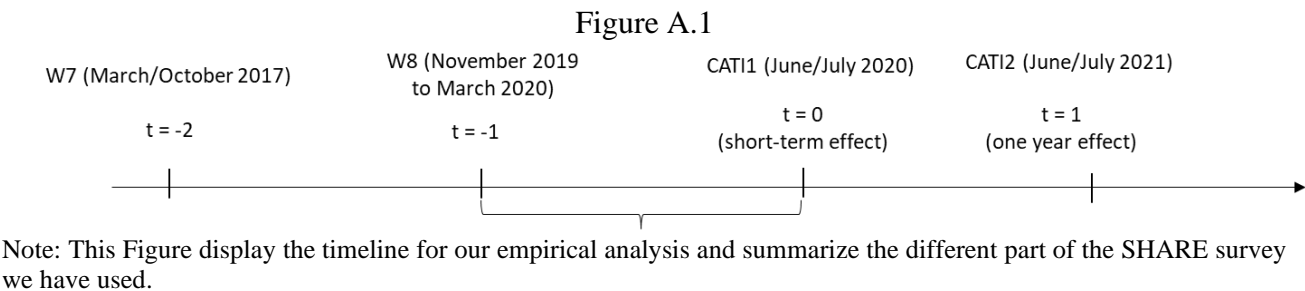 Figure A.1
W7 (March/October 2017)
t = -2
W8 (November 2019
to March 2020)
t = -1
CATI1 (June/July 2020)
t = 0
(short-term effect)
CATI2 (June/July 2021)
t = 1
(one year effect)
Note: This Figure display the timeline for our empirical analysis and summarize the different part of the SHARE survey
we have used.